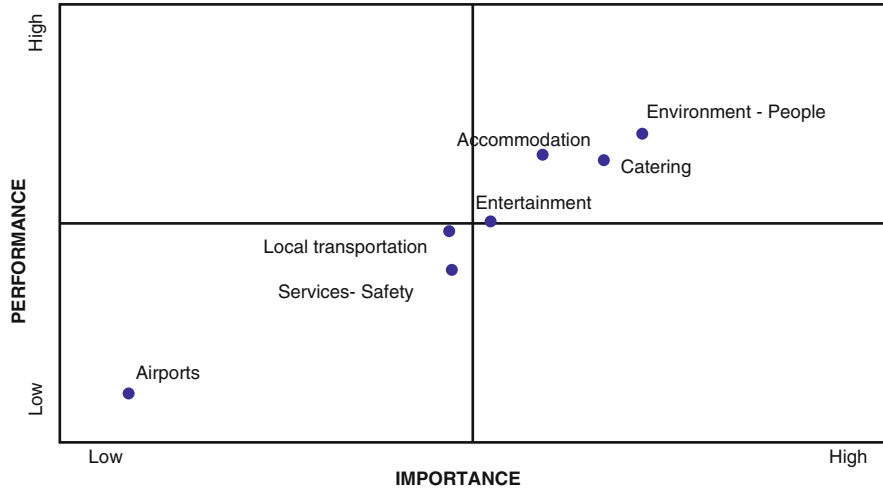 High
Environment - People
Accommodation
Catering
Entertainment
Local transportation
Services- Safety
Airports
PERFORMANCE
Low
Low
High
IMPORTANCE